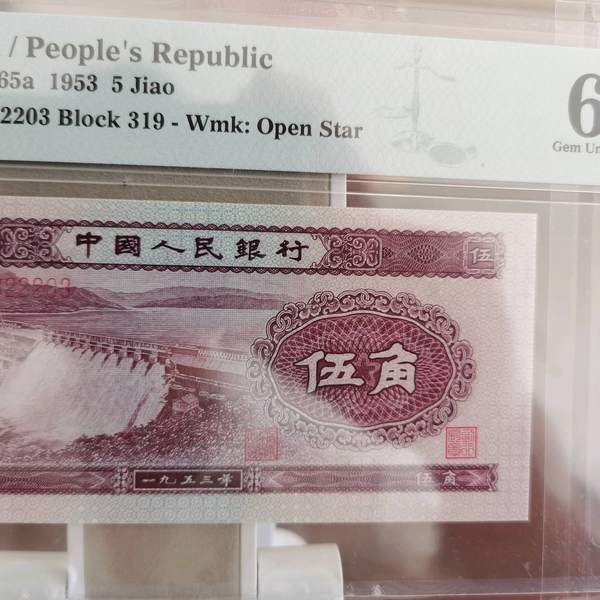 / People's Republic
65a 1953 5 Jiao
2203 Block 319 - Wmk: Open Star
6
Gem Un
中國人民銀行
伍
伍角
一九五三年
伍角